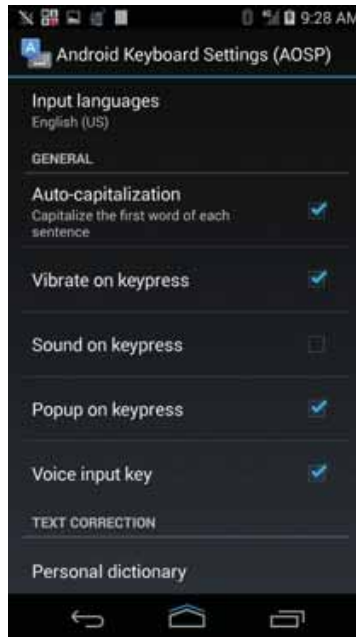 9:28 AM
Android Keyboard Settings (AOSP)
Input languages
English (US)
GENERAL
Auto-capitalization
Capitalize the first word of each
sentence
Vibrate on keypress
Sound on keypress
Popup on keypress
Voice input key
TEXT CORRECTION
Personal dictionary